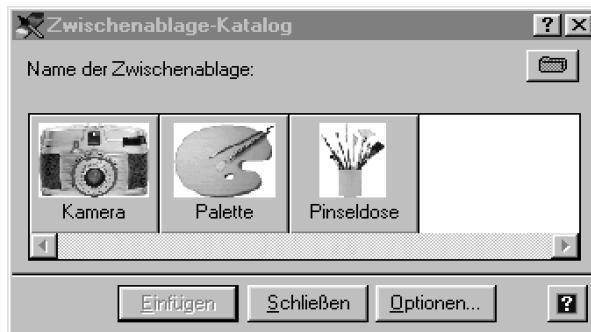 Zwischenablage-Katalog
Name der Zwischenablage:
Kamera Palette Pinseldose
Einfügen Schließen Optionen...